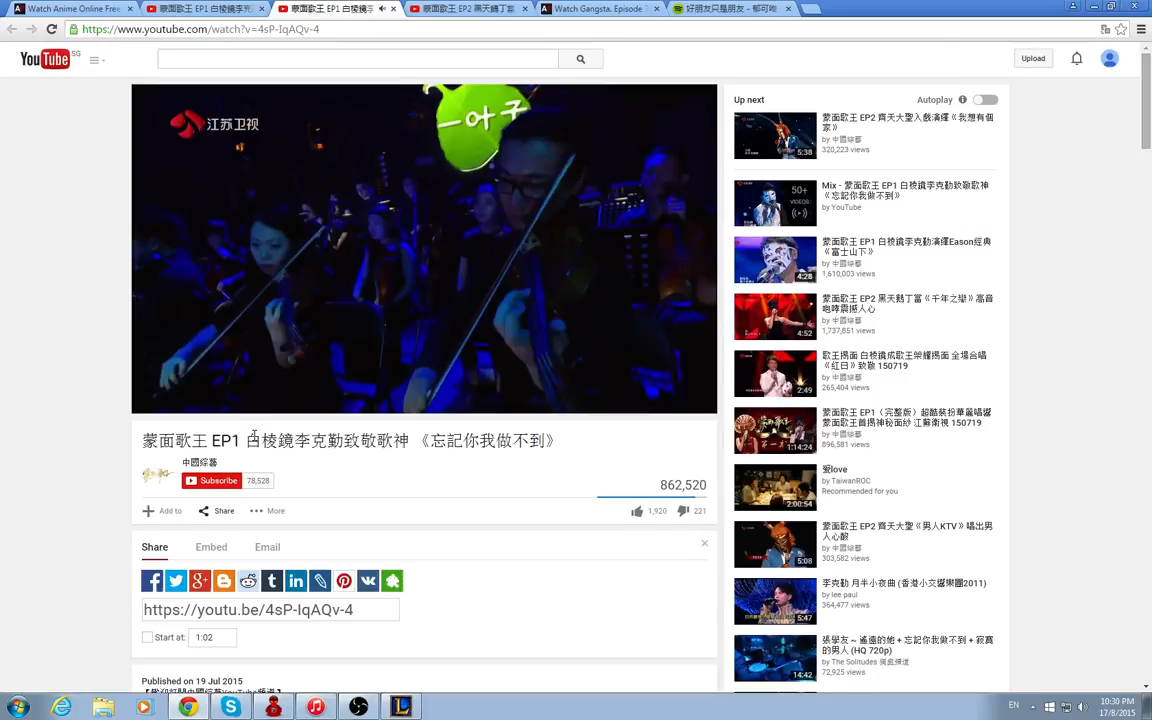 Watch Anime Online Free
蒙面歌王 EP1 白棱鏡李克
蒙面歌王 EP1 白棱鏡李
蒙面歌王 EP2 黑天鵝丁當
Watch Gangsta. Episode
好朋友只是朋友 - 郁可唯
https://www.youtube.com/watch?v=4sP-IqAQv-4
YouTube SG
Upload
江苏卫视
一叶子
蒙面歌王 EP1 白棱鏡李克勤致敬歌神 《忘記你我做不到》
中國綜藝
Subscribe 78,528
862,520
Add to Share More
1,920 221
Share Embed Email
https://youtu.be/4sP-IqAQv-4
Start at: 1:02
Published on 19 Jul 2015
Up next Autoplay
蒙面歌王 EP2 齊天大聖入戲演繹《我想有個
家》
by 中國綜藝
320,223 views
5:38
Mix - 蒙面歌王 EP1 白棱鏡李克勤致敬歌神
《忘記你我做不到》
by YouTube
50+
VIDEOS
蒙面歌王 EP1 白棱鏡李克勤演繹Eason經典
《富士山下》
by 中國綜藝
1,610,003 views
4:28
蒙面歌王 EP2 黑天鵝丁當《千年之戀》高音
咆哮震撼人心
by 中國綜藝
1,737,851 views
4:52
歌王揭面 白棱鏡成歌王榮耀揭面 全場合唱
《紅日》致敬 150719
by 中國綜藝
265,404 views
2:49
蒙面歌王 EP1（完整版）超酷裝扮華麗唱響
蒙面歌王首揭神秘面紗 江蘇衛視 150719
by 中國綜藝
896,581 views
1:14:24
愛love
by TaiwanROC
Recommended for you
2:00:54
蒙面歌王 EP2 齊天大聖《男人KTV》唱出男
人心酸
by 中國綜藝
303,582 views
5:08
李克勤 月半小夜曲 (香港小交響樂團2011)
by lee paul
364,477 views
5:47
張學友 ~ 遙遠的她 + 忘記你我做不到 + 寂寞
的男人 (HQ 720p)
by The Solitudes 獨處頻道
72,925 views
14:42
EN
10:30 PM
17/8/2015